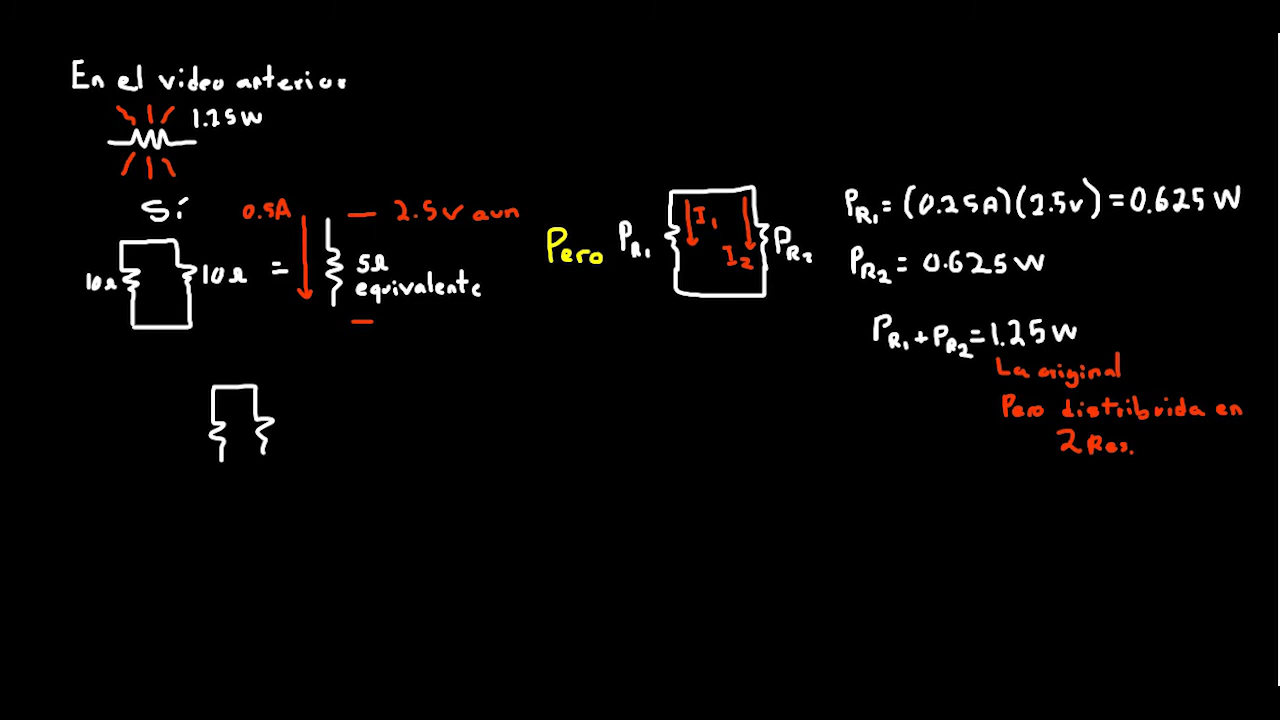 En el video anterior
1.25W
Sí
10Ω 10Ω =
0.5A
2.5v aun
5Ω
equivalente
Pero
PR1 I1 I2 PR2
PR1 = (0.25A)(2.5v) = 0.625 W
PR2 = 0.625 W
PR1 + PR2 = 1.25 W
La original
Pero distribuida en
2 Res.